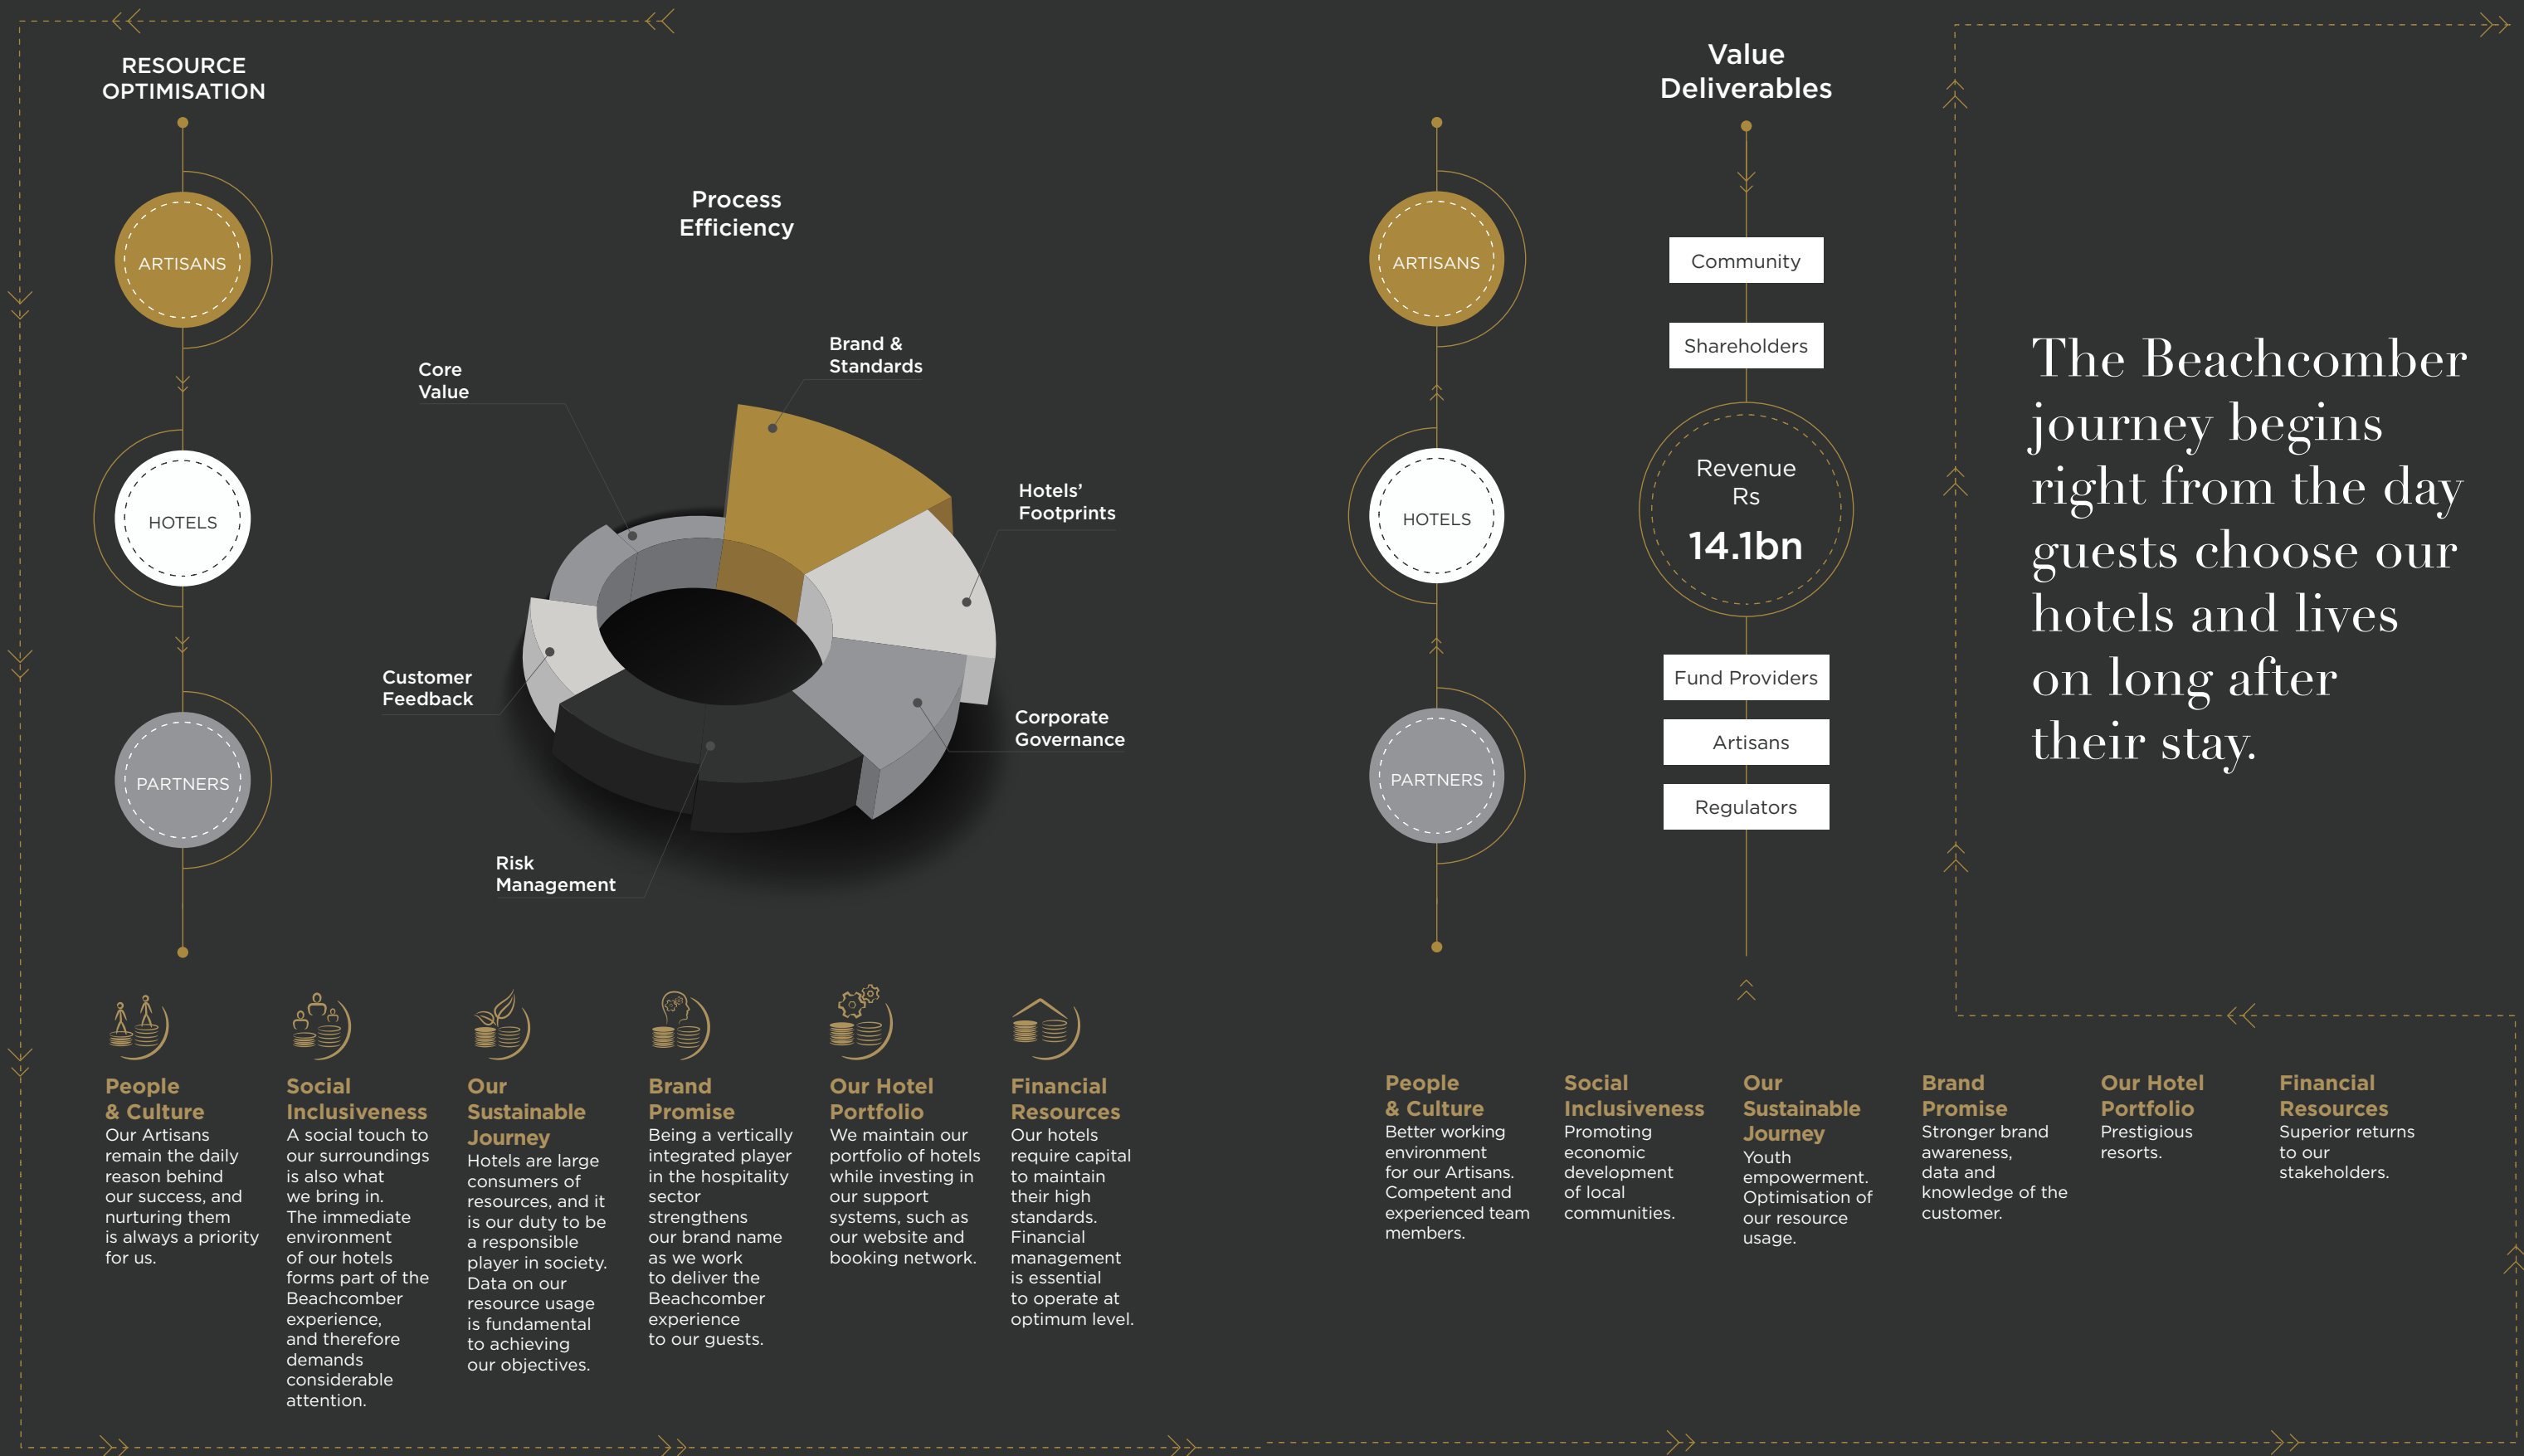 RESOURCE
OPTIMISATION
ARTISANS
HOTELS
PARTNERS
Process
Efficiency
Core
Value
Brand &
Standards
Hotels’
Footprints
Corporate
Governance
Customer
Feedback
Risk
Management
ARTISANS
HOTELS
PARTNERS
Value
Deliverables
Community
Shareholders
Revenue
Rs
14.1bn
Fund Providers
Artisans
Regulators
The Beachcomber
journey begins
right from the day
guests choose our
hotels and lives
on long after
their stay.
People
& Culture
Our Artisans
remain the daily
reason behind
our success, and
nurturing them
is always a priority
for us.
Social
Inclusiveness
A social touch to
our surroundings
is also what
we bring in.
The immediate
environment
of our hotels
forms part of the
Beachcomber
experience,
and therefore
demands
considerable
attention.
Our
Sustainable
Journey
Hotels are large
consumers of
resources, and it
is our duty to be
a responsible
player in society.
Data on our
resource usage
is fundamental
to achieving
our objectives.
Brand
Promise
Being a vertically
integrated player
in the hospitality
sector
strengthens
our brand name
as we work
to deliver the
Beachcomber
experience
to our guests.
Our Hotel
Portfolio
We maintain our
portfolio of hotels
while investing in
our support
systems, such as
our website and
booking network.
Financial
Resources
Our hotels
require capital
to maintain
their high
standards.
Financial
management
is essential
to operate at
optimum level.
People
& Culture
Better working
environment
for our Artisans.
Competent and
experienced team
members.
Social
Inclusiveness
Promoting
economic
development
of local
communities.
Our
Sustainable
Journey
Youth
empowerment.
Optimisation of
our resource
usage.
Brand
Promise
Stronger brand
awareness,
data and
knowledge of the
customer.
Our Hotel
Portfolio
Prestigious
resorts.
Financial
Resources
Superior returns
to our
stakeholders.